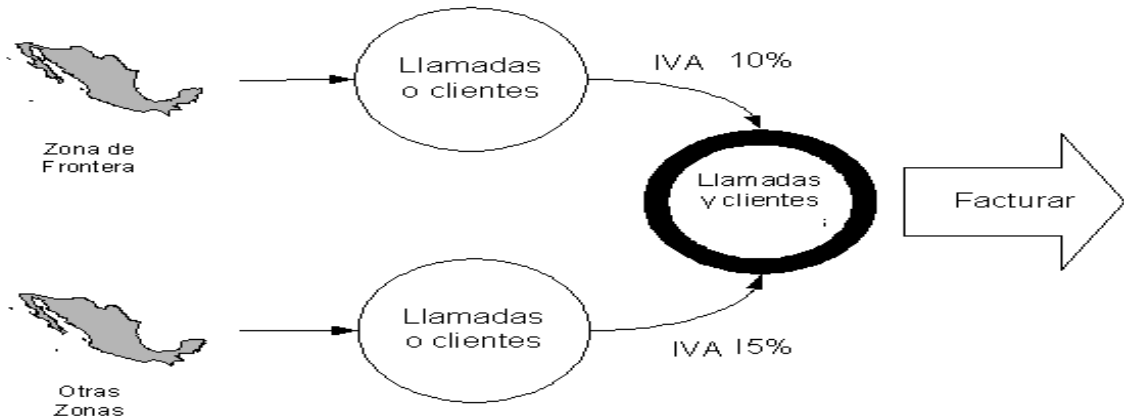 Llamadas
o clientes
IVA 10%
Zona de
Frontera
Llamadas
y clientes
Facturar
Llamadas
o clientes
IVA 15%
Otras
Zonas